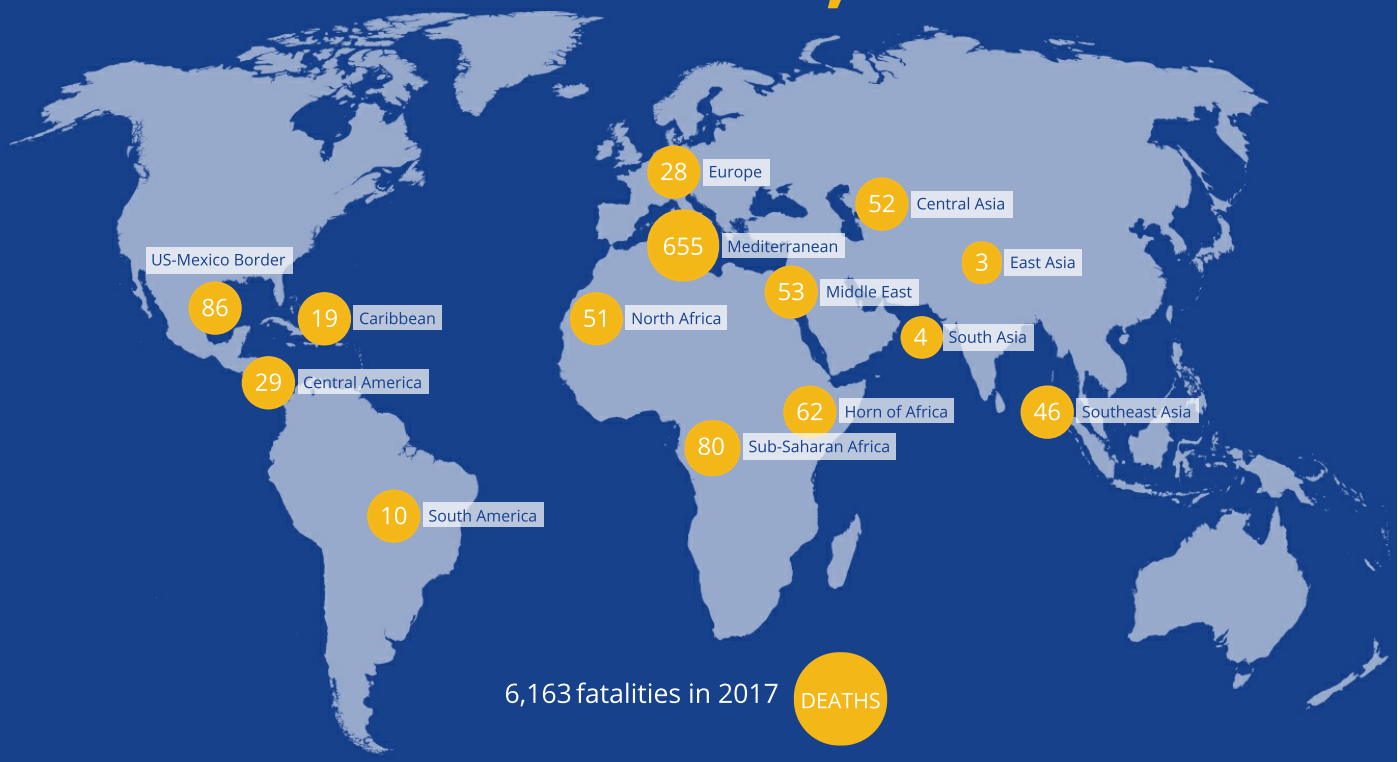 28 Europe
52 Central Asia
655 Mediterranean
US-Mexico Border
86
3 East Asia
53 Middle East
19 Caribbean
51 North Africa
4 South Asia
29 Central America
62 Horn of Africa
46 Southeast Asia
80 Sub-Saharan Africa
10 South America
6,163 fatalities in 2017
DEATHS